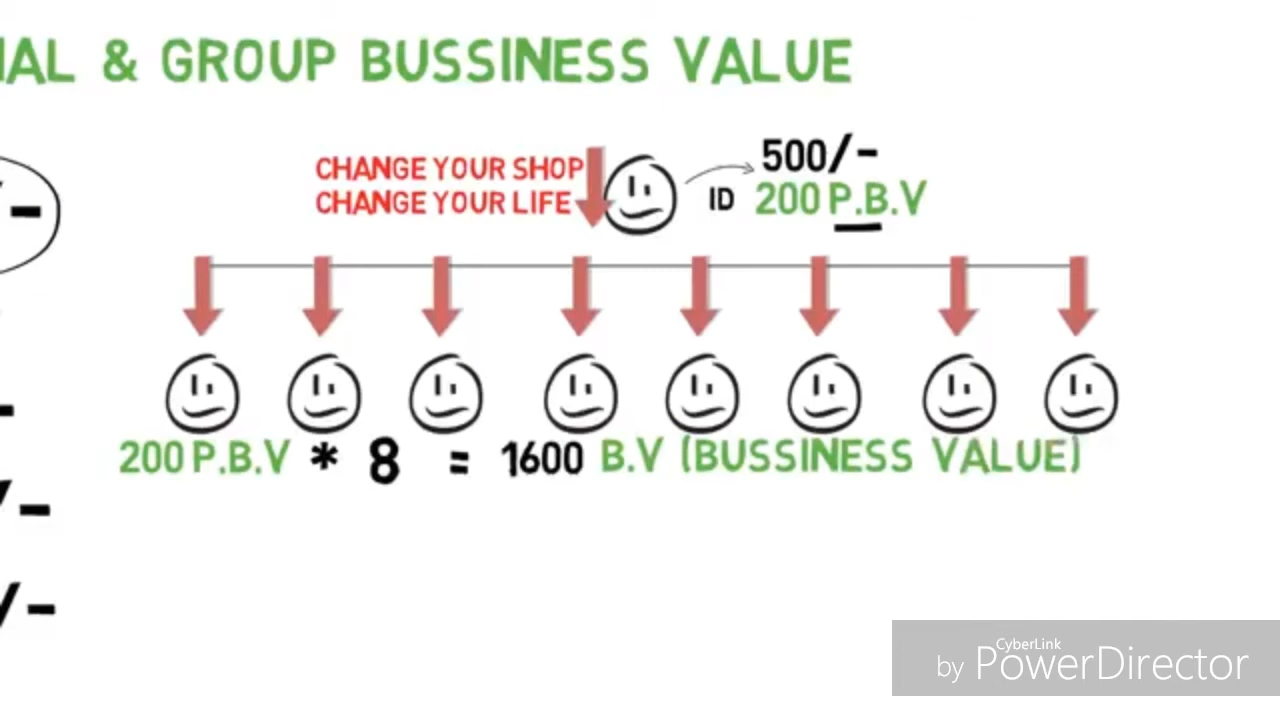 IAL & GROUP BUSSINESS VALUE
CHANGE YOUR SHOP
CHANGE YOUR LIFE
500/-
ID 200 P.B.V
200 P.B.V * 8 = 1600 B.V (BUSSINESS VALUE)
/-
-
/-
/-
CyberLink
by PowerDirector